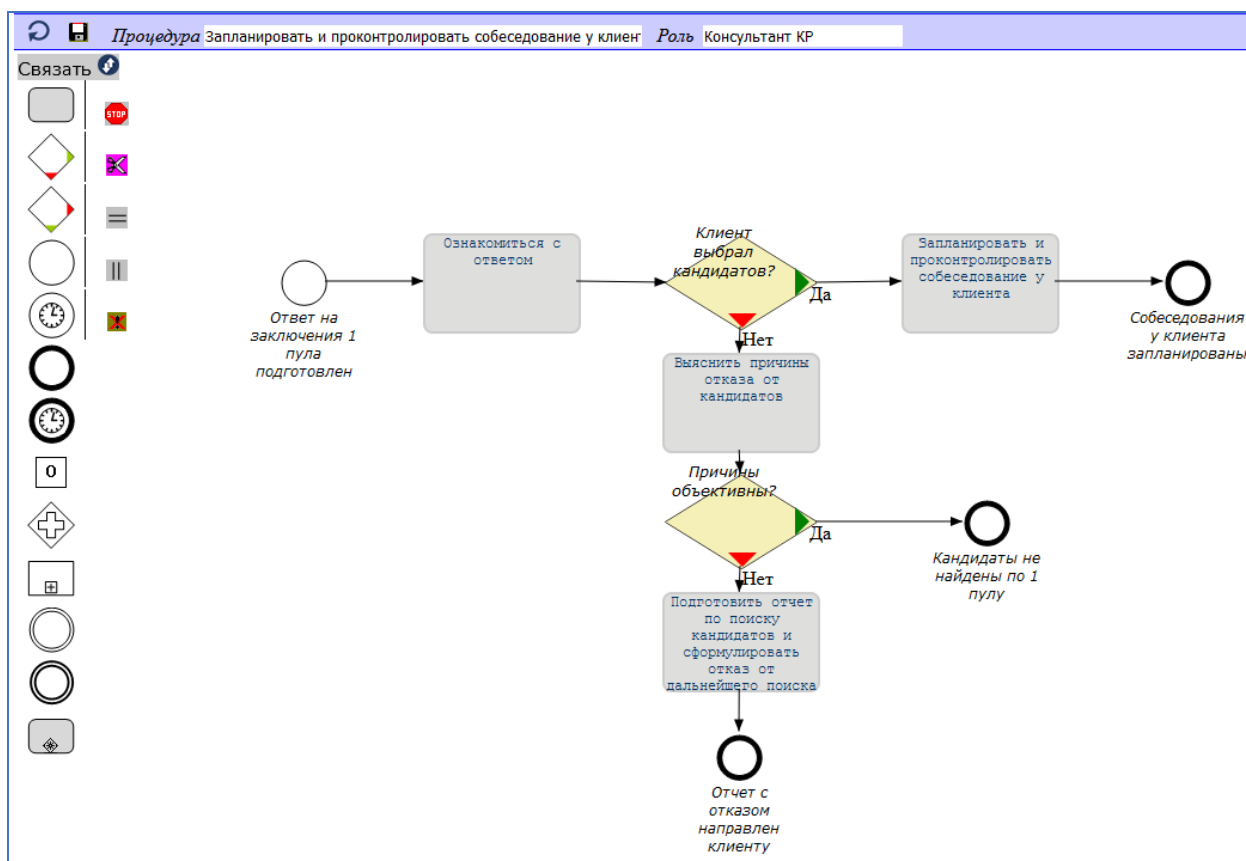 Процедура Запланировать и проконтролировать собеседование у клиен Роль Консультант КР
Связать
STOP
0
Ответ на
заключения 1
пула
подготовлен
Ознакомиться с
ответом
Клиент
выбрал
кандидатов?
Да
Нет
Запланировать и
проконтролировать
собеседование у
клиента
Собеседования
у клиента
запланированы
Выяснить причины
отказа от
кандидатов
Причины
объективны?
Да
Нет
Кандидаты не
найдены по 1
пулу
Подготовить отчет
по поиску
кандидатов и
сформулировать
отказ от
дальнейшего поиска
Отчет с
отказом
направлен
клиенту